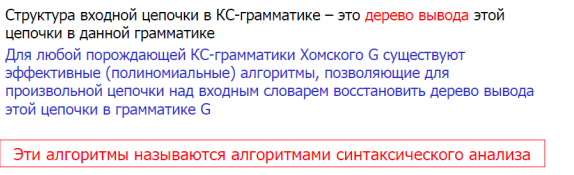 Структура входной цепочки в КС-грамматике – это дерево вывода этой
цепочки в данной грамматике
Для любой порождающей КС-грамматики Хомского G существуют
эффективные (полиномиальные) алгоритмы, позволяющие для
произвольной цепочки над входным словарем восстановить дерево вывода
этой цепочки в грамматике G
Эти алгоритмы называются алгоритмами синтаксического анализа